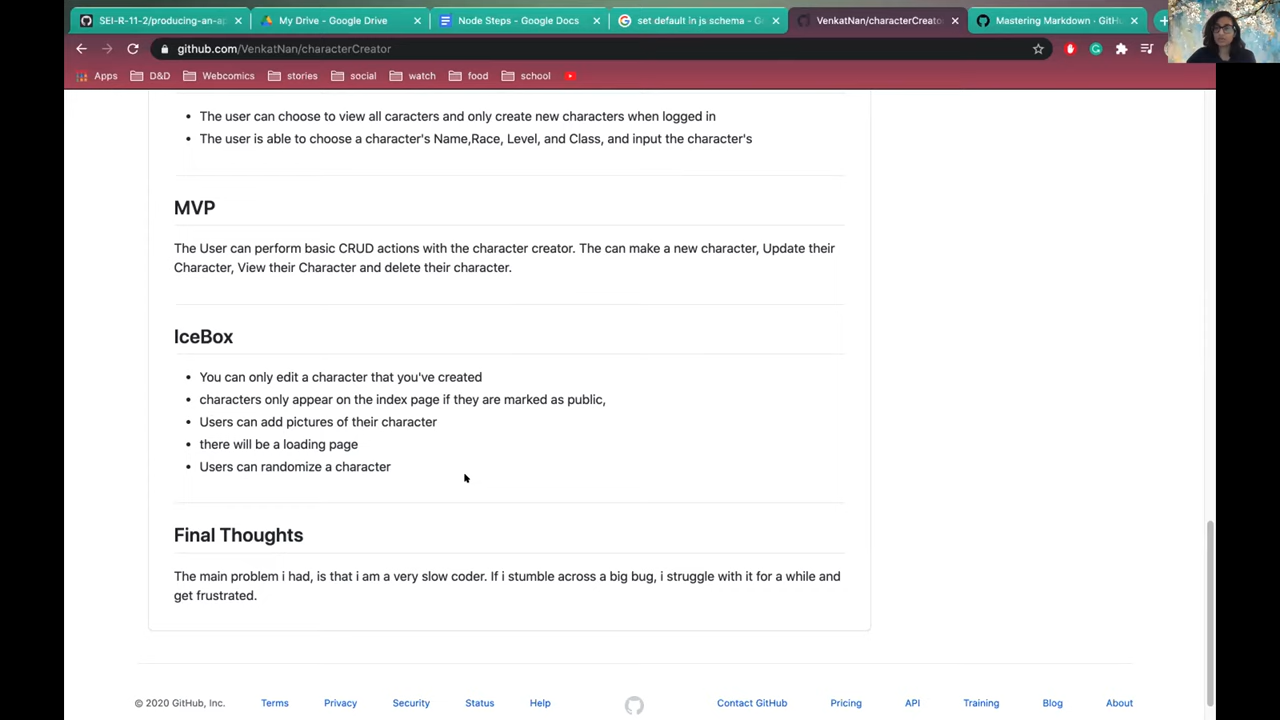 SEI-R-11-2/producing-an-ap
My Drive - Google Drive
Node Steps - Google Docs
set default in js schema - G
VenkatNan/characterCreato
Mastering Markdown · GitHu
github.com/VenkatNan/characterCreator
Apps
D&D
Webcomics
stories
social
watch
food
school
The user can choose to view all caracters and only create new characters when logged in
The user is able to choose a character's Name,Race, Level, and Class, and input the character's
MVP
The User can perform basic CRUD actions with the character creator. The can make a new character, Update their
Character, View their Character and delete their character.
IceBox
You can only edit a character that you've created
characters only appear on the index page if they are marked as public,
Users can add pictures of their character
there will be a loading page
Users can randomize a character
Final Thoughts
The main problem i had, is that i am a very slow coder. If i stumble across a big bug, i struggle with it for a while and
get frustrated.
© 2020 GitHub, Inc.
Terms
Privacy
Security
Status
Help
Contact GitHub
Pricing
API
Training
Blog
About